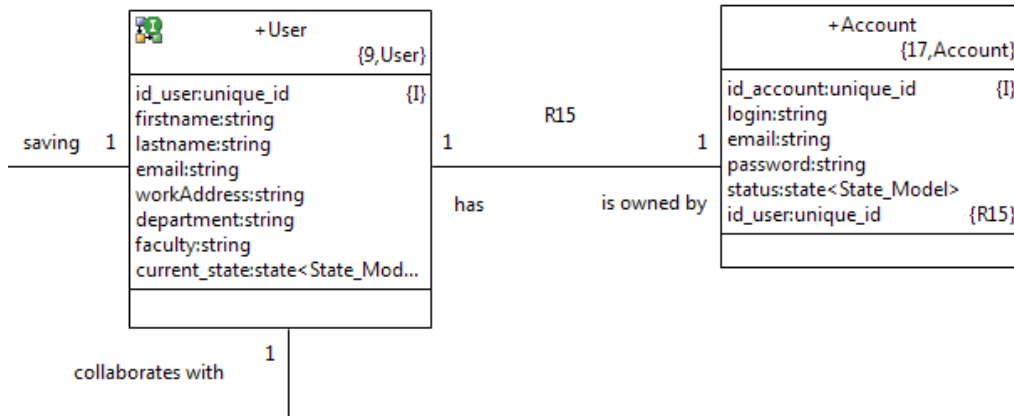 +User
{9,User}
id_user:unique_id {I}
firstname:string
lastname:string
email:string
workAddress:string
department:string
faculty:string
current_state:state<State_Mod...
saving 1
1 R15 1
has is owned by
+Account
{17,Account}
id_account:unique_id {I}
login:string
email:string
password:string
status:state<State_Model>
id_user:unique_id {R15}
1
collaborates with